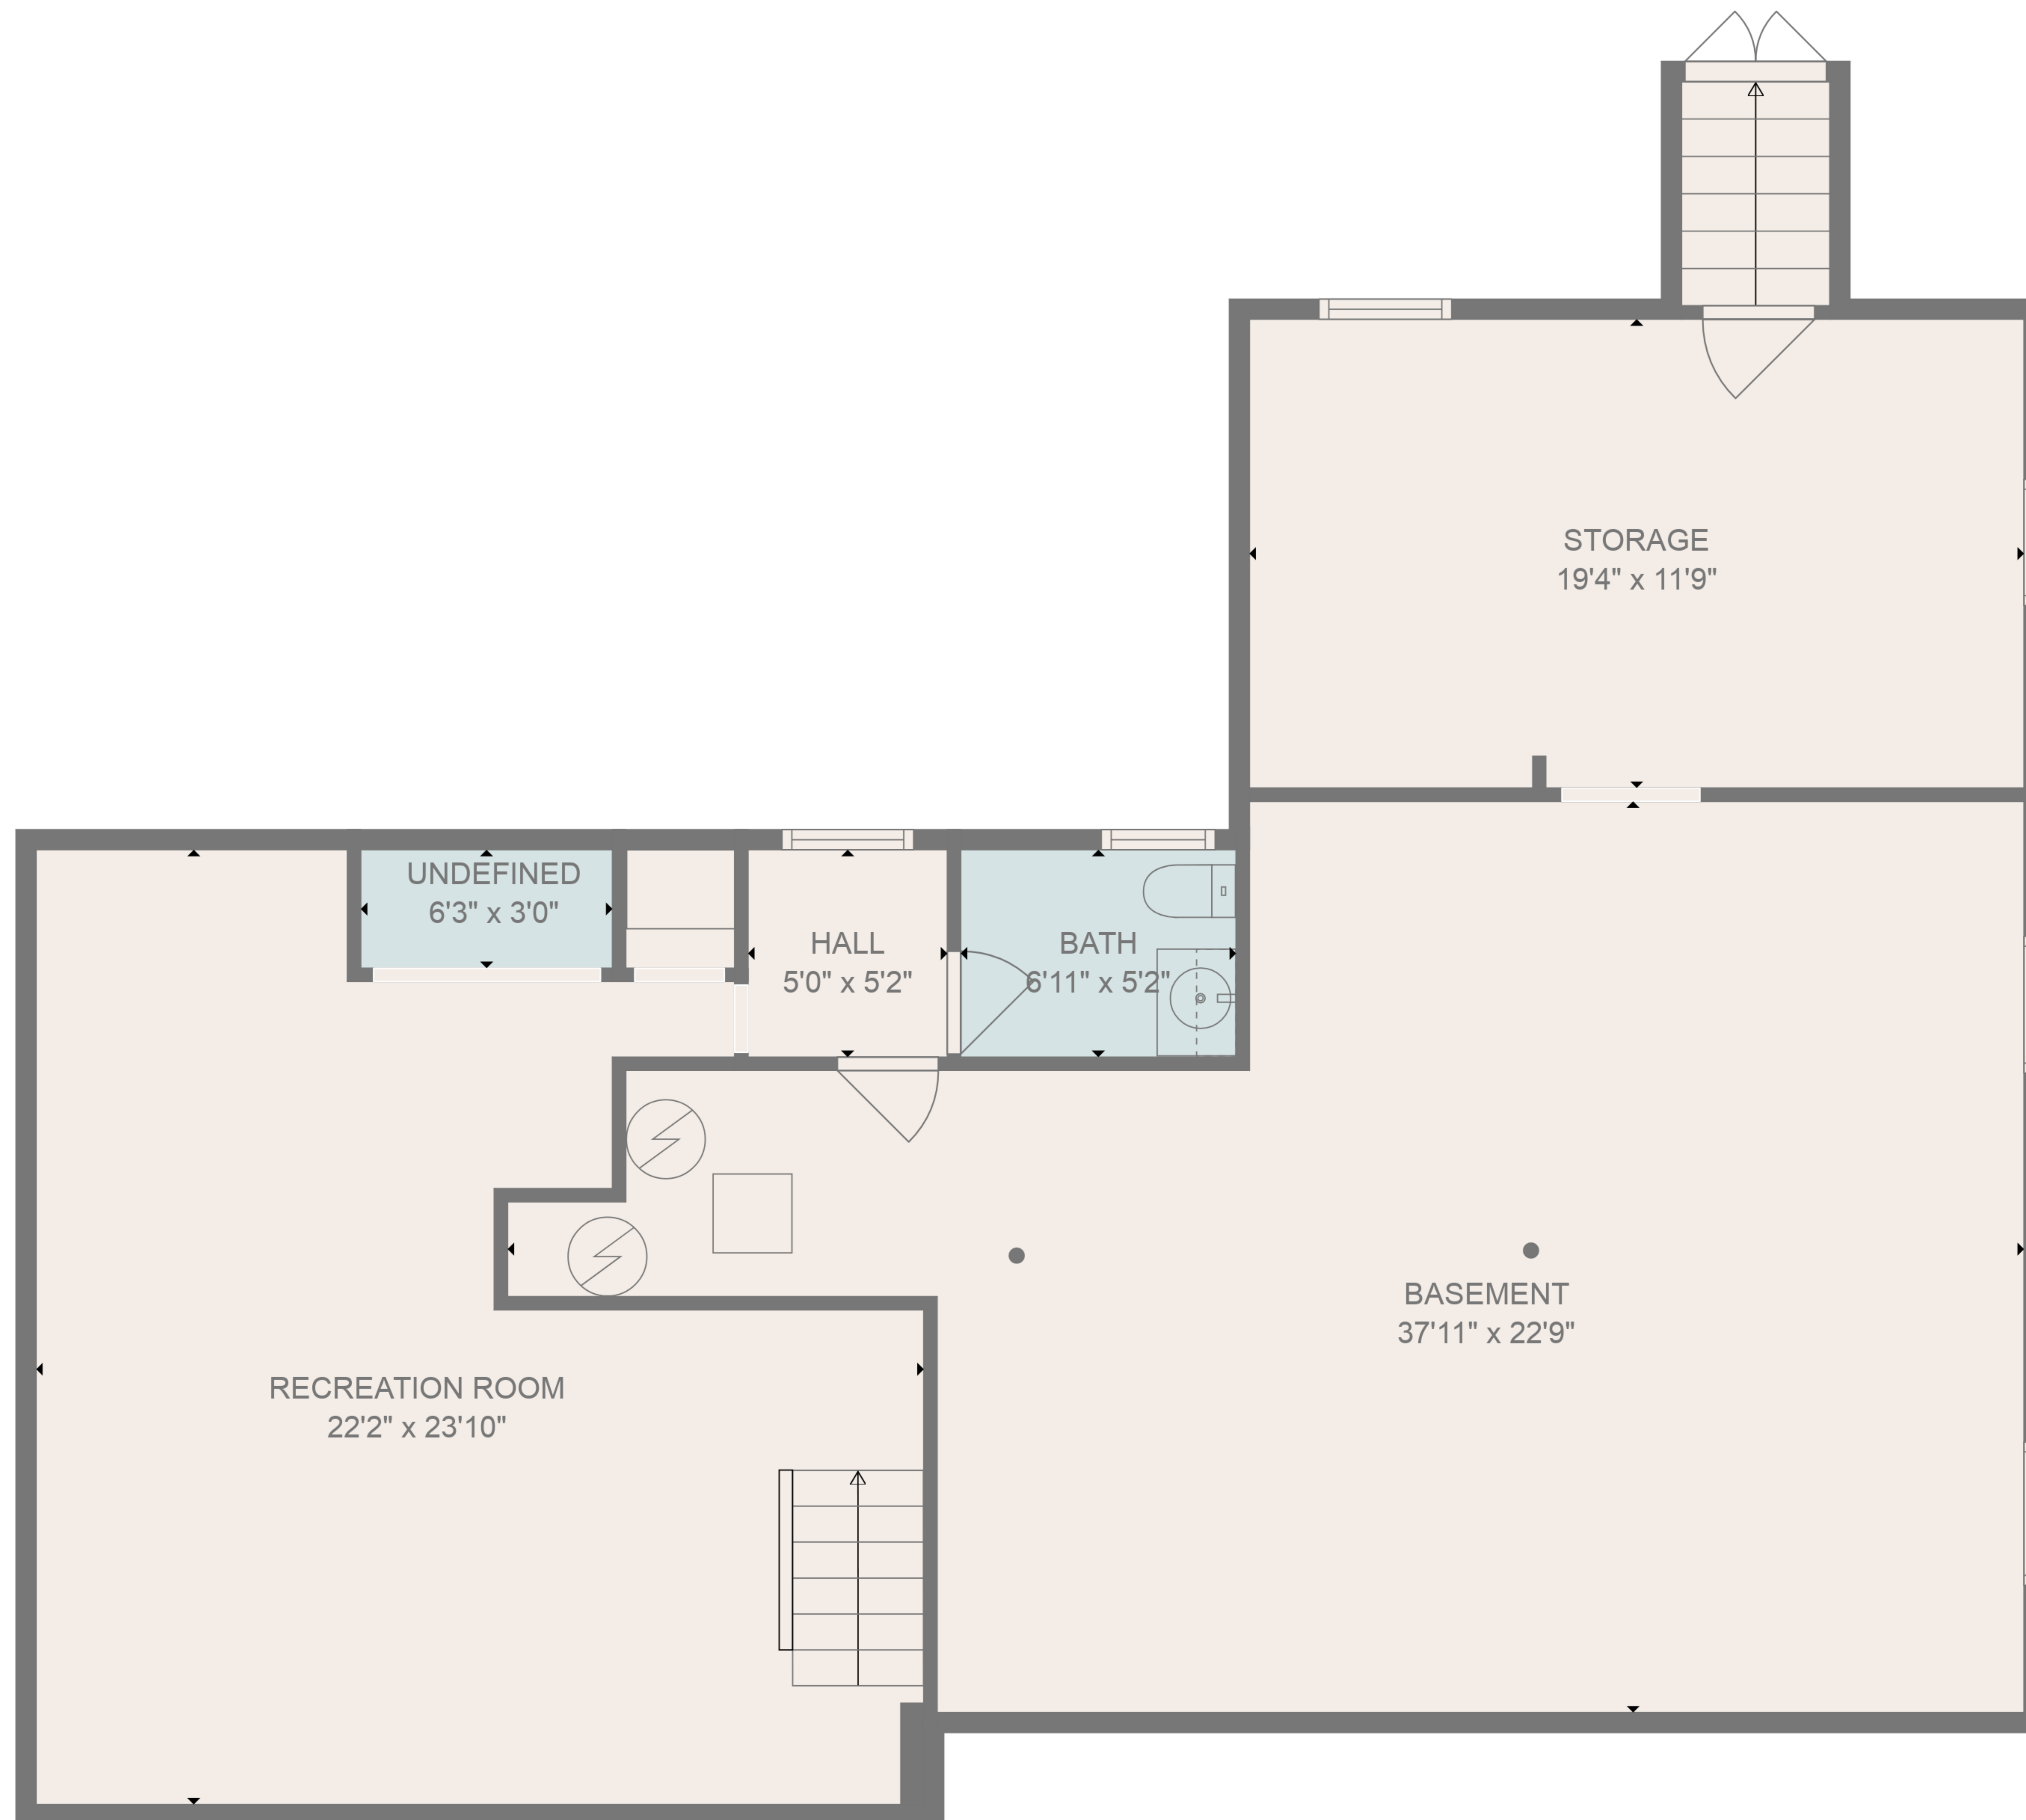 STORAGE
19'4" x 11'9"
UNDEFINED
6'3" x 3'0"
HALL
5'0" x 5'2"
BATH
6'11" x 5'2"
BASEMENT
37'11" x 22'9"
RECREATION ROOM
22'2" x 23'10"